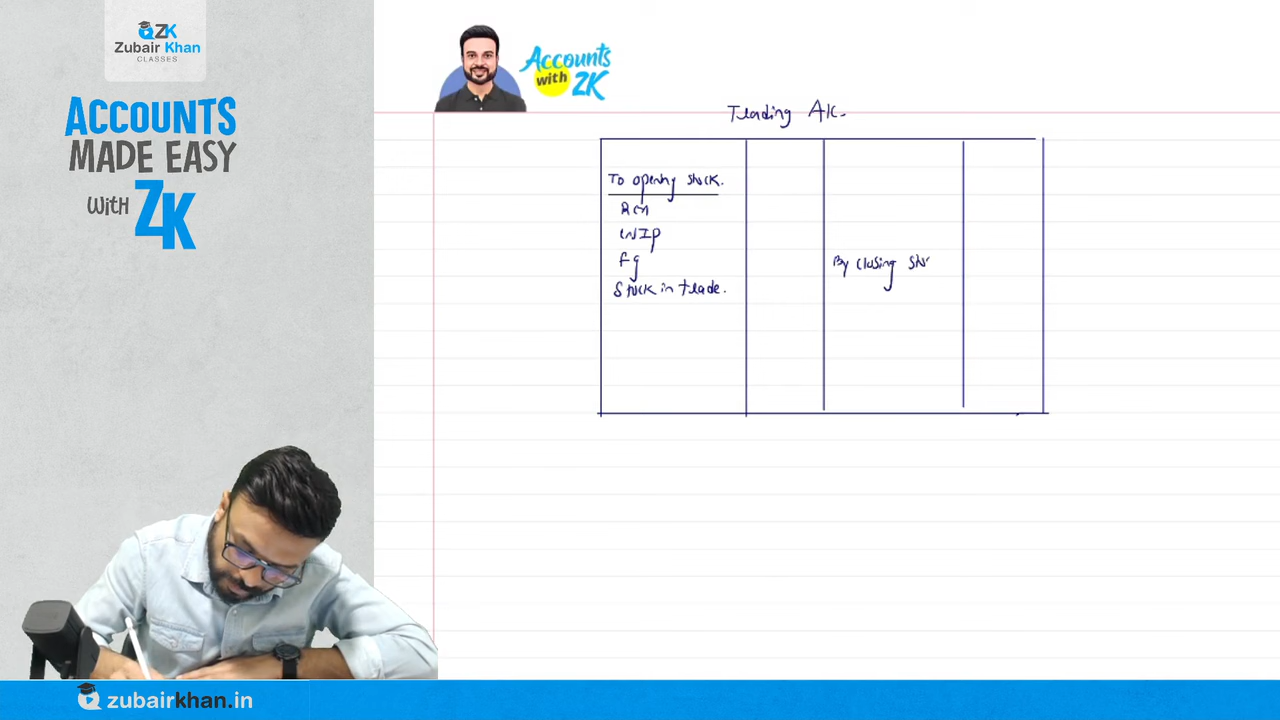 ZK
Zubair Khan
CLASSES
ACCOUNTS
MADE EASY
with ZK
Accounts
with ZK
Trading A/c.
To opening stock.
RM
WIP
Fg
Stock in trade.
By closing sto
zubairkhan.in